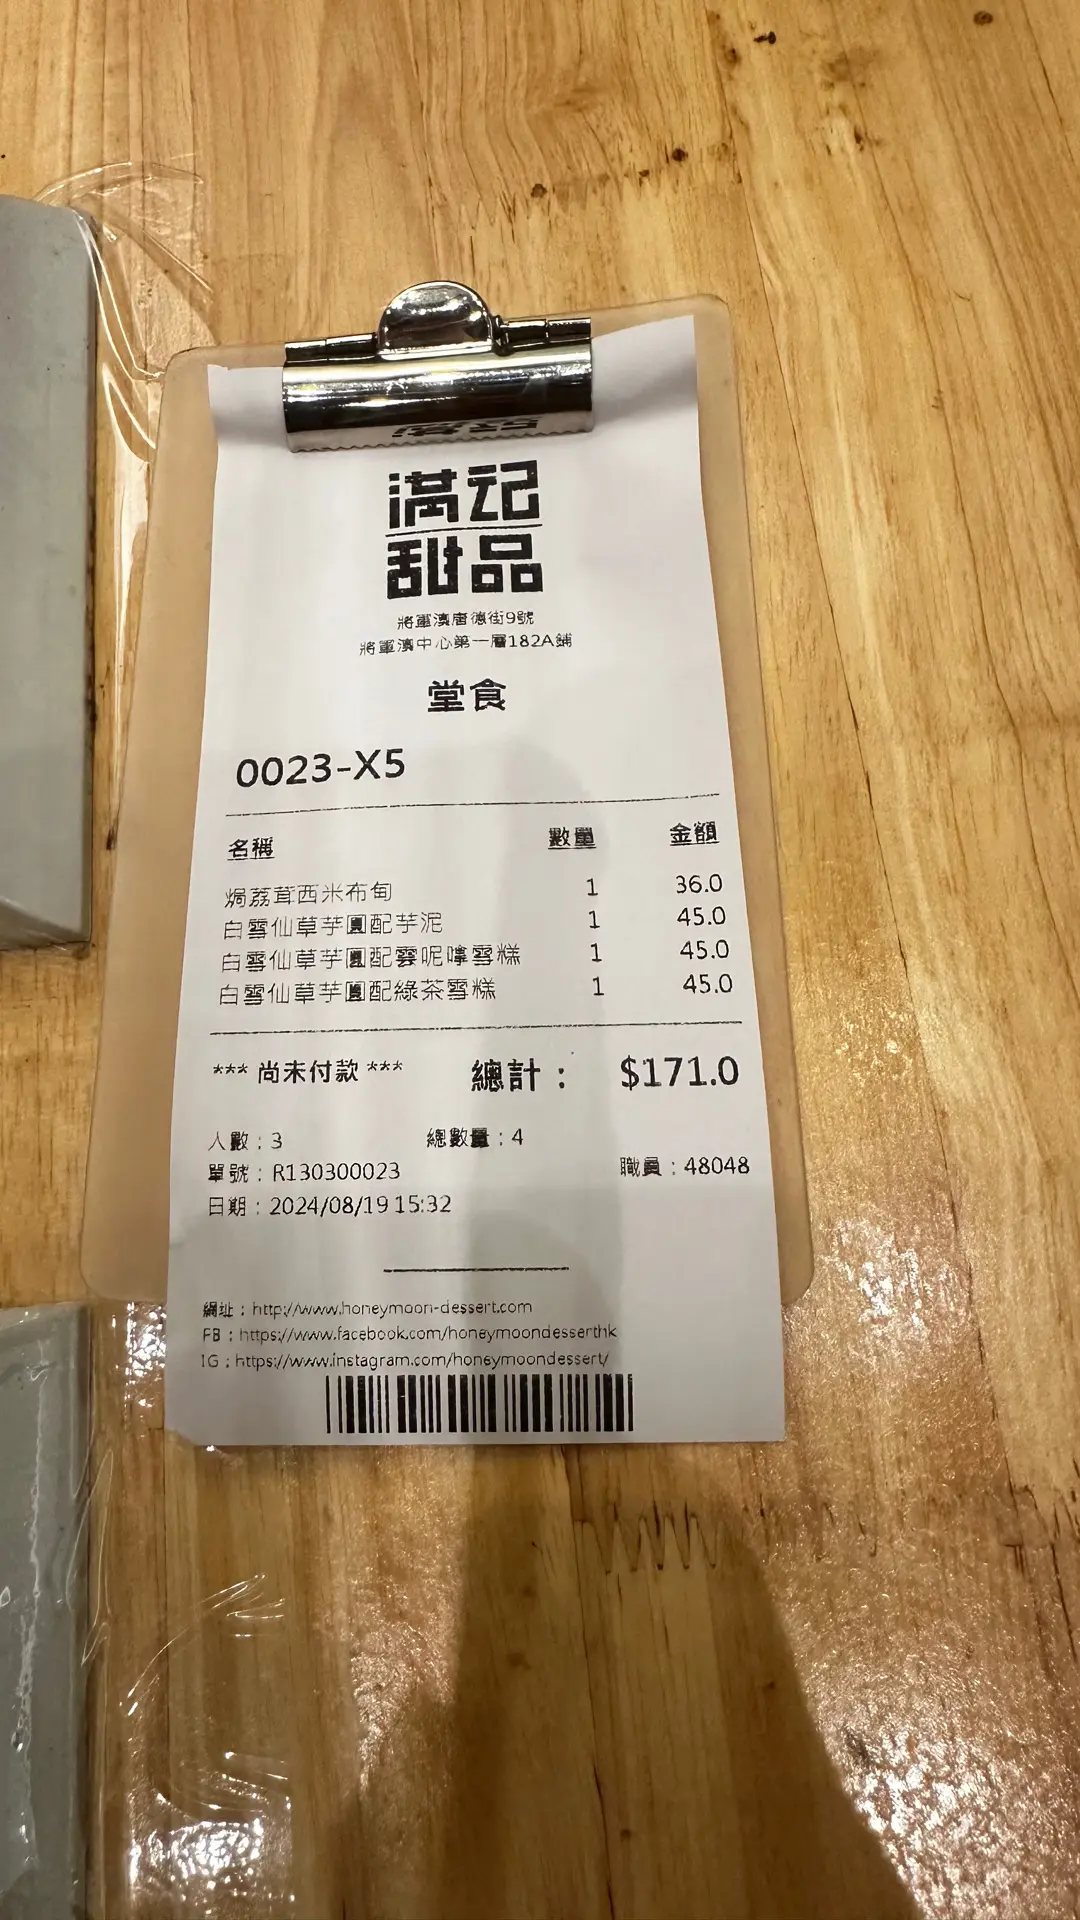 满记
甜品
將軍澳唐德街9號
將軍澳中心第一層182A鋪
堂食
0023-X5
名稱 數量 金額
焗荔茸西米布甸 1 36.0
白雪仙草芋圓配芋泥 1 45.0
白雪仙草芋圓配雲呢嗱雪糕 1 45.0
白雪仙草芋圓配綠茶雪糕 1 45.0
*** 尚未付款 *** 總計： $171.0
人數：3 總數量：4
單號：R130300023 職員：48048
日期：2024/08/19 15:32
網址：http://www.honeymoon-dessert.com
FB：https://www.facebook.com/honeymoondesserthk
IG：https://www.instagram.com/honeymoondessert/